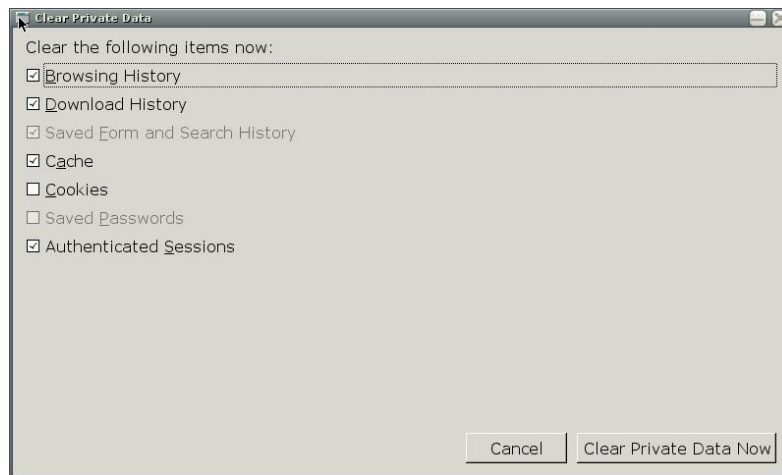 Clear Private Data
Clear the following items now:
Browsing History
Download History
Saved Form and Search History
Cache
Cookies
Saved Passwords
Authenticated Sessions
Cancel Clear Private Data Now